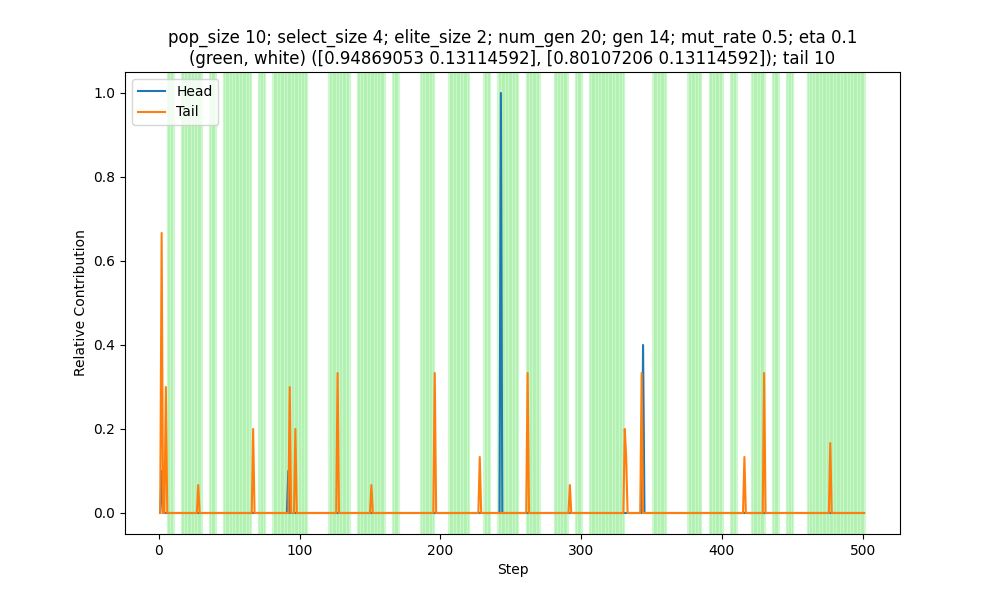 pop_size 10; select_size 4; elite_size 2; num_gen 20; gen 14; mut_rate 0.5; eta 0.1
(green, white) ([0.94869053 0.13114592], [0.80107206 0.13114592]); tail 10
Head
Tail
1.0
0.8
0.6
0.4
0.2
0.0
Relative Contribution
0
100
200
300
400
500
Step